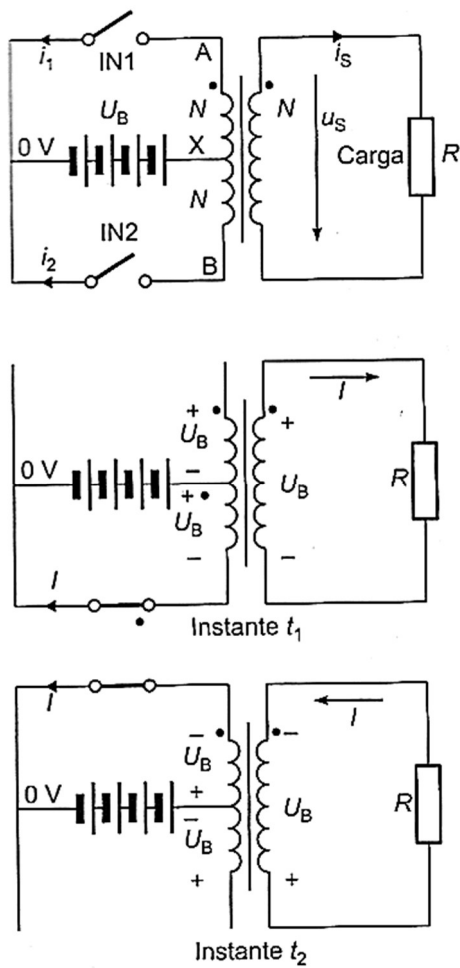 i₁ IN1 A iS
UB N N uS
0 V X Carga R
N
IN2
i₂ B
+ + I
UB
0 V – UB R
+
UB
I – –
Instante t₁
I – – I
UB
0 V + UB R
–
UB
+ +
Instante t₂